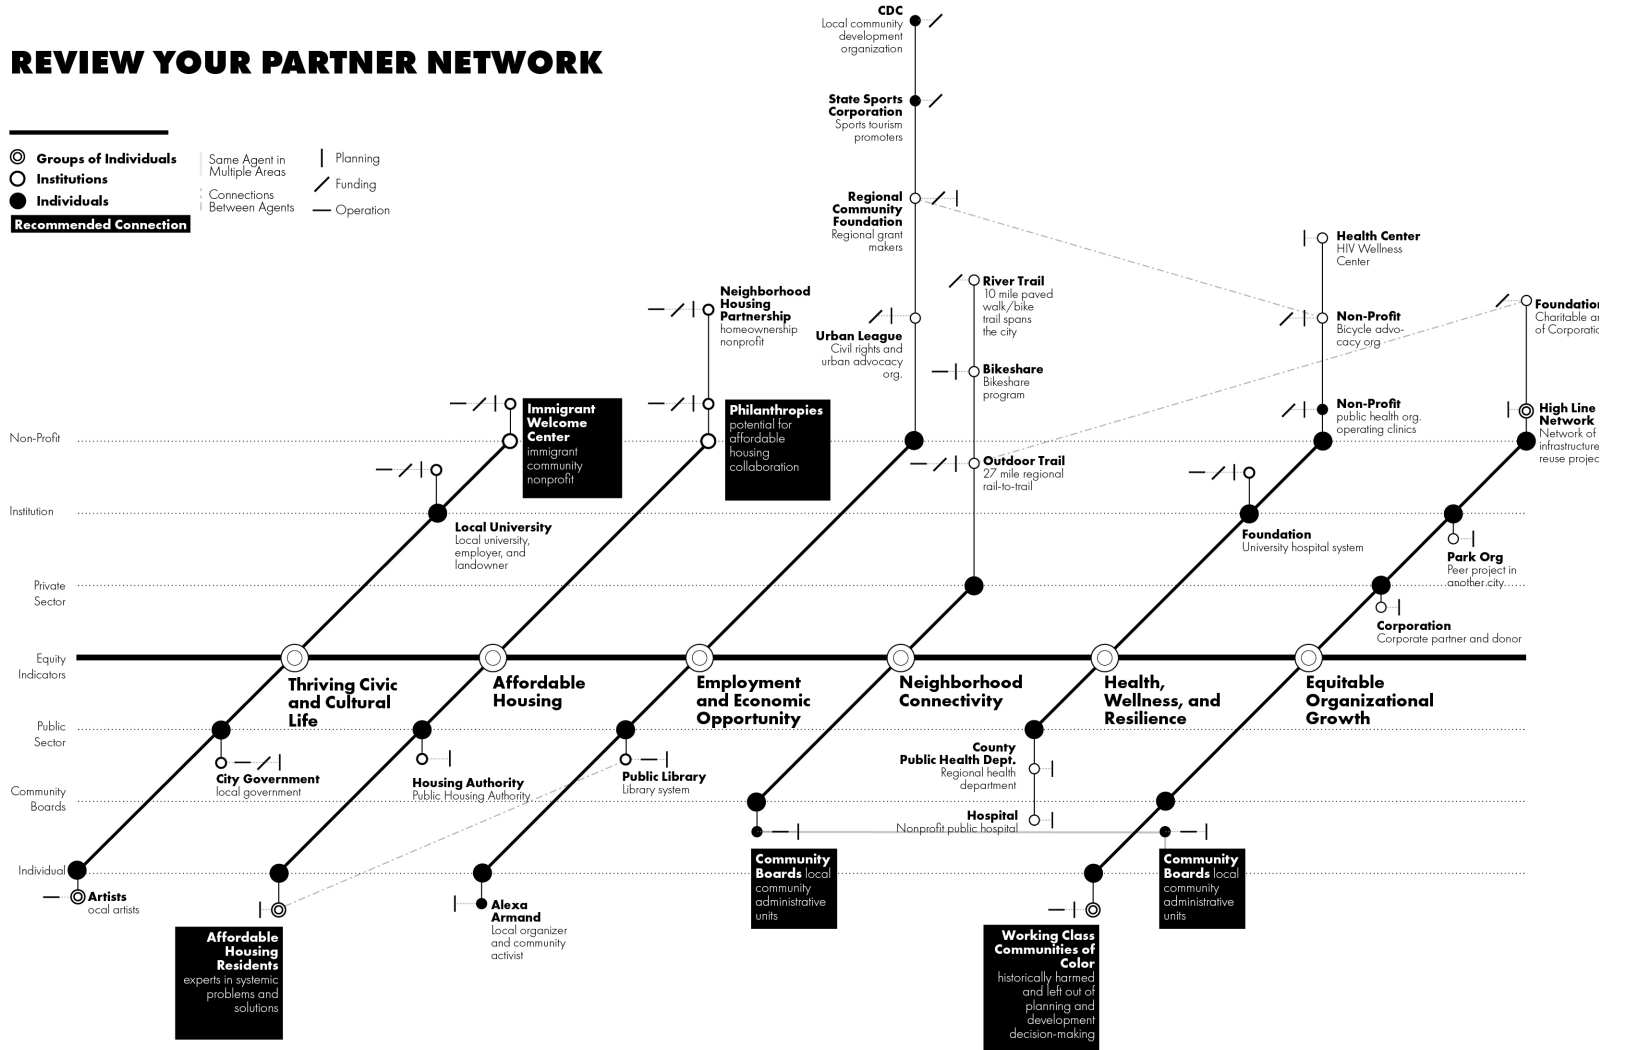 REVIEW YOUR PARTNER NETWORK
Groups of Individuals
Institutions
Individuals
Recommended Connection
Same Agent in
Multiple Areas
Connections
Between Agents
Planning
Funding
Operation
CDC
Local community
development
organization
State Sports
Corporation
Sports tourism
promoters
Regional
Community
Foundation
Regional grant
makers
Urban League
Civil rights and
urban advocacy
org.
River Trail
10 mile paved
walk/bike
trail spans
the city
Bikeshare
Bikeshare
program
Outdoor Trail
27 mile regional
rail-to-trail
Health Center
HIV Wellness
Center
Non-Profit
Bicycle advo-
cacy org
Non-Profit
public health org.
operating clinics
Foundation
Charitable ar
of Corporatic
High Line
Network
Network of
infrastructure
reuse projec
Neighborhood
Housing
Partnership
homeownership
nonprofit
Immigrant
Welcome
Center
immigrant
community
nonprofit
Philanthropies
potential for
affordable
housing
collaboration
Local University
Local university,
employer, and
landowner
Foundation
University hospital system
Park Org
Peer project in
another city
Corporation
Corporate partner and donor
Non-Profit
Institution
Private
Sector
Equity
Indicators
Public
Sector
Community
Boards
Individual
Thriving Civic
and Cultural
Life
Affordable
Housing
Employment
and Economic
Opportunity
Neighborhood
Connectivity
Health,
Wellness, and
Resilience
Equitable
Organizational
Growth
City Government
local government
Housing Authority
Public Housing Authority
Public Library
Library system
County
Public Health Dept.
Regional health
department
Hospital
Nonprofit public hospital
Artists
ocal artists
Affordable
Housing
Residents
experts in systemic
problems and
solutions
Alexa
Armand
Local organizer
and community
activist
Community
Boards local
community
administrative
units
Community
Boards local
community
administrative
units
Working Class
Communities of
Color
historically harmed
and left out of
planning and
development
decision-making